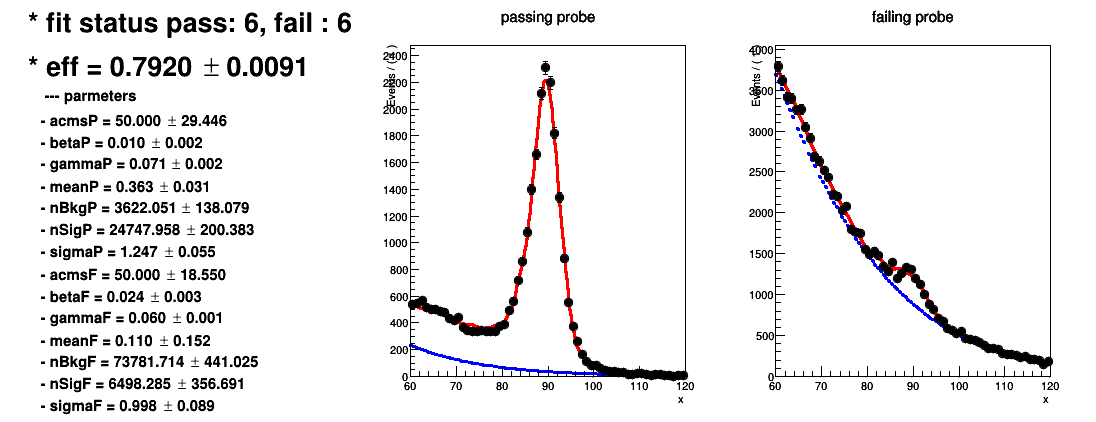 * fit status pass: 6, fail : 6
* eff = 0.7920 ± 0.0091
--- parmeters
- acmsP = 50.000 ± 29.446
- betaP = 0.010 ± 0.002
- gammaP = 0.071 ± 0.002
- meanP = 0.363 ± 0.031
- nBkgP = 3622.051 ± 138.079
- nSigP = 24747.958 ± 200.383
- sigmaP = 1.247 ± 0.055
- acmsF = 50.000 ± 18.550
- betaF = 0.024 ± 0.003
- gammaF = 0.060 ± 0.001
- meanF = 0.110 ± 0.152
- nBkgF = 73781.714 ± 441.025
- nSigF = 6498.285 ± 356.691
- sigmaF = 0.998 ± 0.089
passing probe
Events / (
2400
2200
2000
1800
1600
1400
1200
1000
800
600
400
200
0
60 70 80 90 100 110 120
x
failing probe
Events / (
4000
3500
3000
2500
2000
1500
1000
500
0
60 70 80 90 100 110 120
x